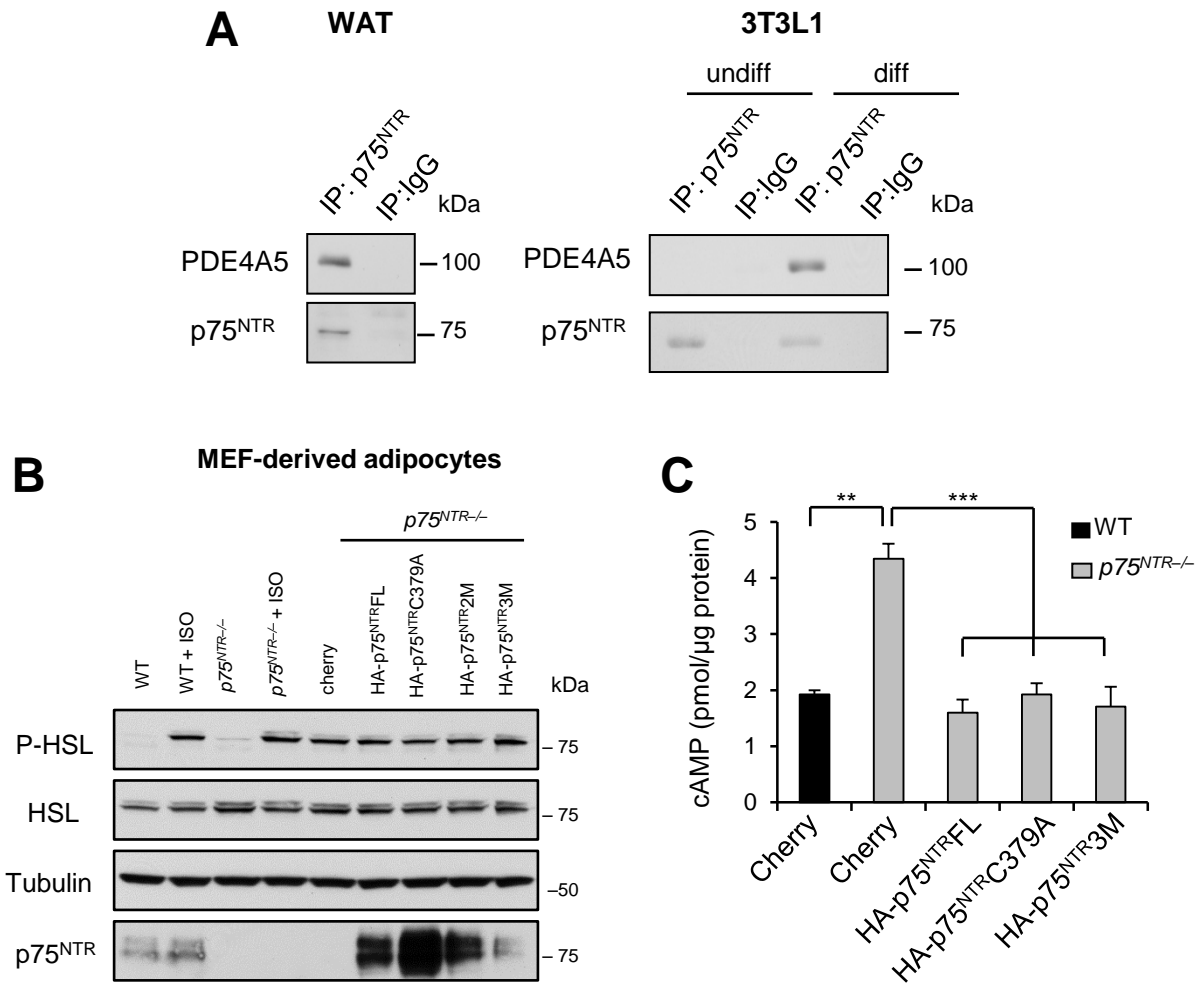 A
WAT
3T3L1
undiff
diff
IP: p75NTR
IP:IgG
kDa
IP: p75NTR
IP:IgG
IP: p75NTR
IP:IgG
kDa
PDE4A5
100
PDE4A5
100
p75NTR
75
p75NTR
75
B
MEF-derived adipocytes
p75NTR–/–
WT
WT + ISO
p75NTR–/–
p75NTR–/– + ISO
cherry
HA-p75NTRFL
HA-p75NTRC379A
HA-p75NTR2M
HA-p75NTR3M
kDa
P-HSL
– 75
HSL
– 75
Tubulin
–50
p75NTR
– 75
C
**
***
WT
p75NTR–/–
cAMP (pmol/μg protein)
5
4
3
2
1
0
Cherry
Cherry
HA-p75NTRFL
HA-p75NTRC379A
HA-p75NTR3M